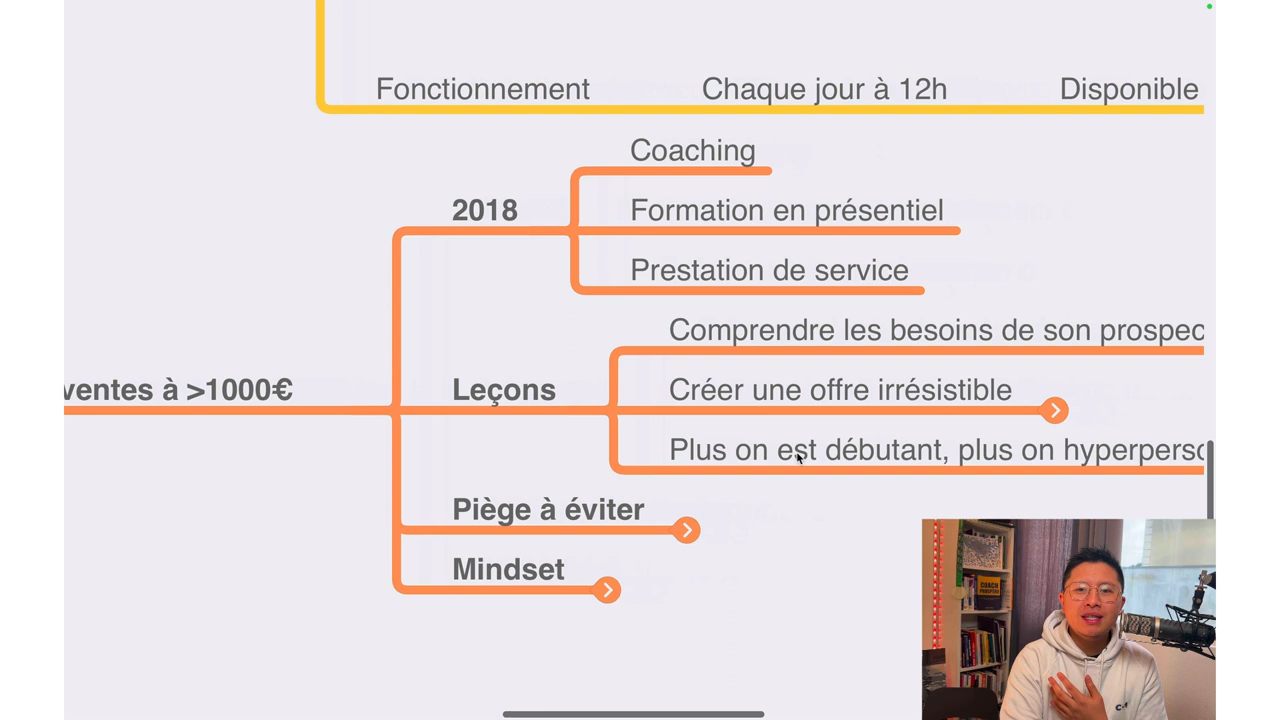 Fonctionnement Chaque jour à 12h Disponible
Coaching
2018
Formation en présentiel
Prestation de service
Comprendre les besoins de son prospec
ventes à >1000€
Leçons
Créer une offre irrésistible
Plus on est débutant, plus on hyperperso
Piège à éviter
Mindset
COACH